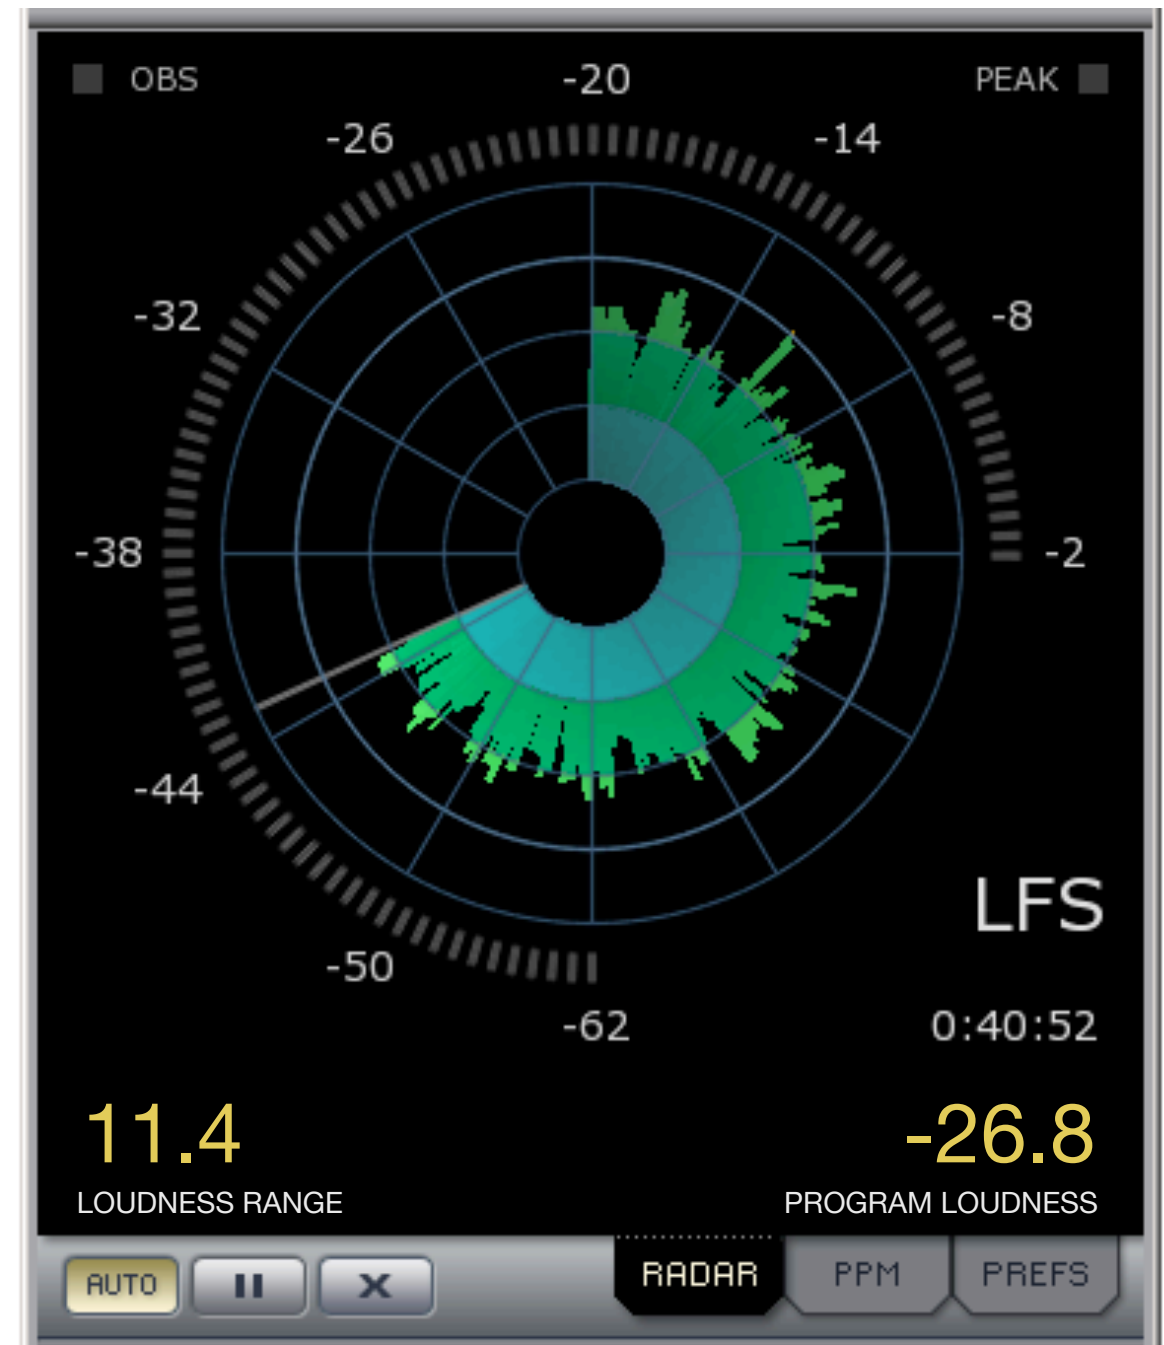 OBS
-20
PEAK
-26
-14
-32
-8
-38
-2
-44
LFS
-50
-62
0:40:52
11.4
-26.8
LOUDNESS RANGE
PROGRAM LOUDNESS
AUTO
X
RADAR
PPM
PREFS